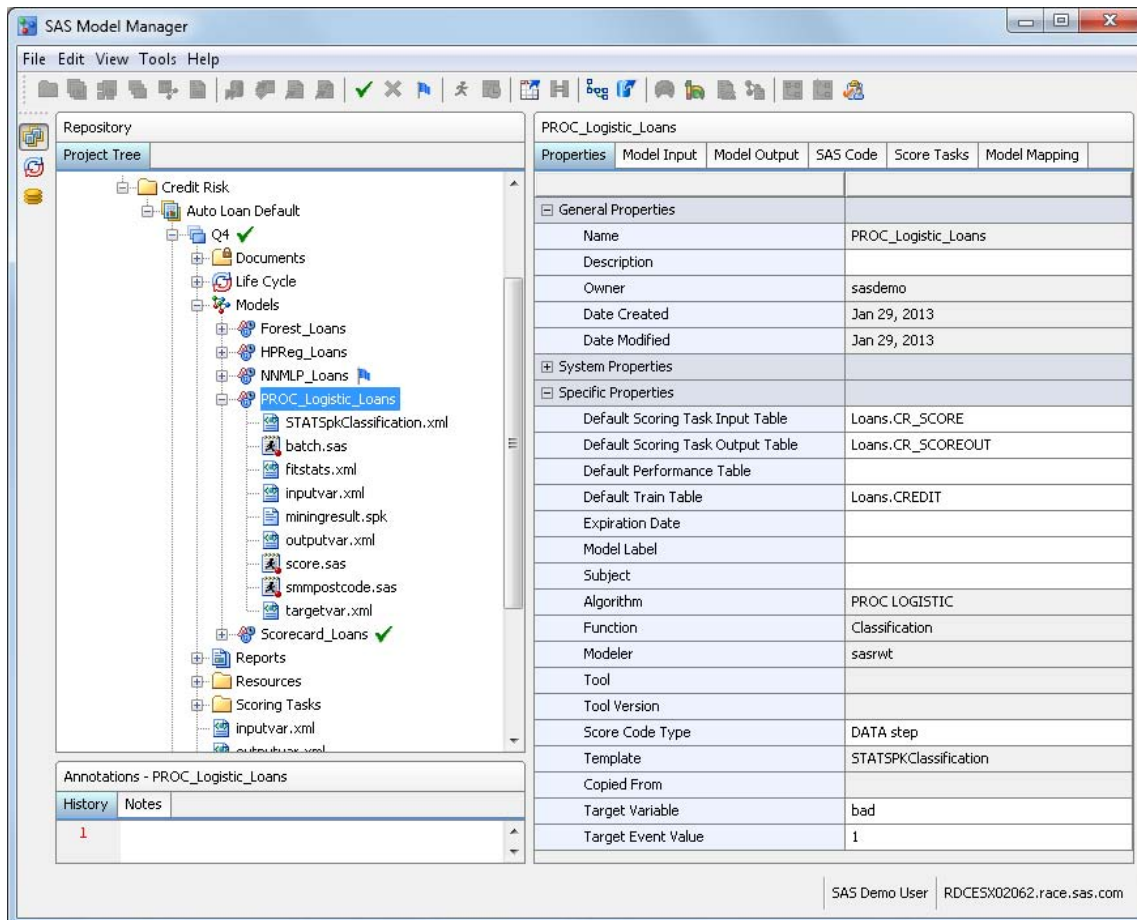 SAS Model Manager
File Edit View Tools Help
Repository
Project Tree
Credit Risk
Auto Loan Default
Q4
Documents
Life Cycle
Models
Forest_Loans
HPReg_Loans
NNMLP_Loans
PROC_Logistic_Loans
STATSpkClassification.xml
batch.sas
fitstats.xml
inputvar.xml
miningresult.spk
outputvar.xml
score.sas
smmpostcode.sas
targetvar.xml
Scorecard_Loans
Reports
Resources
Scoring Tasks
inputvar.xml
outputvar.xml
Annotations - PROC_Logistic_Loans
History Notes
1
PROC_Logistic_Loans
Properties Model Input Model Output SAS Code Score Tasks Model Mapping
General Properties
Name PROC_Logistic_Loans
Description
Owner sasdemo
Date Created Jan 29, 2013
Date Modified Jan 29, 2013
System Properties
Specific Properties
Default Scoring Task Input Table Loans.CR_SCORE
Default Scoring Task Output Table Loans.CR_SCOREOUT
Default Performance Table
Default Train Table Loans.CREDIT
Expiration Date
Model Label
Subject
Algorithm PROC LOGISTIC
Function Classification
Modeler sasrwt
Tool
Tool Version
Score Code Type DATA step
Template STATSPKClassification
Copied From
Target Variable bad
Target Event Value 1
SAS Demo User RDCESX02062.race.sas.com